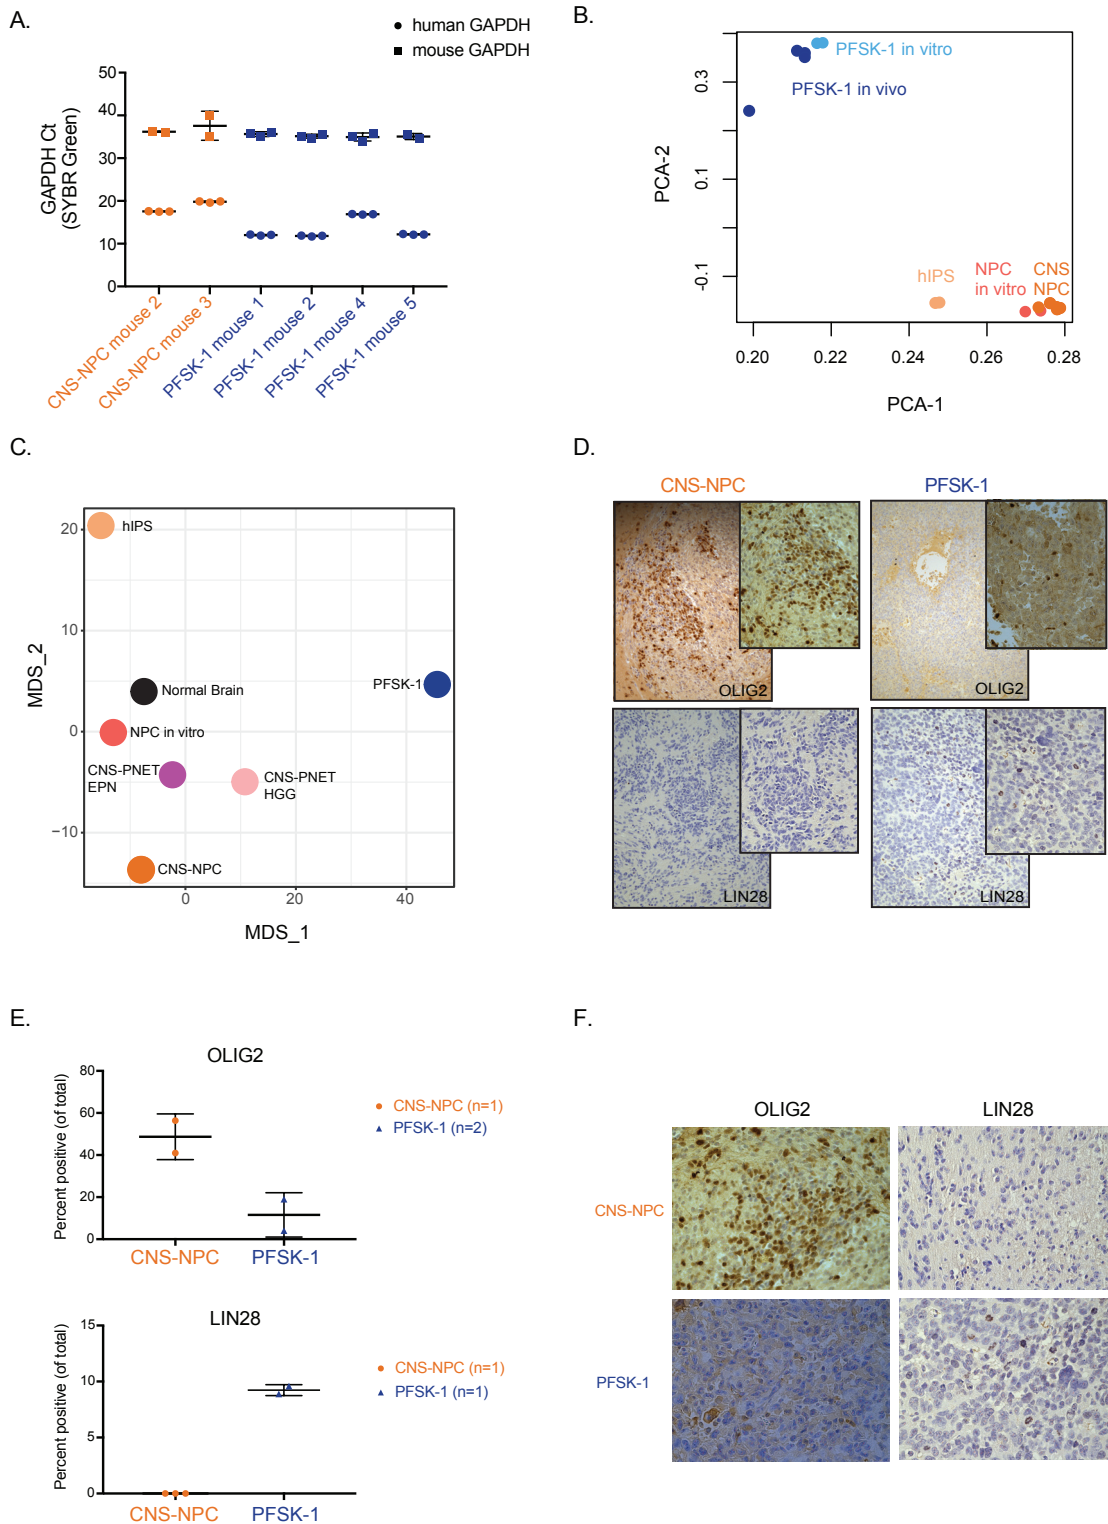 A.
human GAPDH
mouse GAPDH
GAPDH Ct
(SYBR Green)
50
40
30
20
10
0
CNS-NPC mouse 2
CNS-NPC mouse 3
PFSK-1 mouse 1
PFSK-1 mouse 2
PFSK-1 mouse 4
PFSK-1 mouse 5
B.
PFSK-1 in vitro
PFSK-1 in vivo
hIPS
NPC
in vitro
CNS
NPC
PCA-2
0.3
0.1
-0.1
0.20
0.22
0.24
0.26
0.28
PCA-1
C.
hIPS
Normal Brain
PFSK-1
NPC in vitro
CNS-PNET
EPN
CNS-PNET
HGG
CNS-NPC
MDS_2
20
10
0
−10
0
20
40
MDS_1
D.
CNS-NPC
PFSK-1
OLIG2
OLIG2
LIN28
LIN28
E.
OLIG2
Percent positive (of total)
80
60
40
20
0
CNS-NPC
PFSK-1
CNS-NPC (n=1)
PFSK-1 (n=2)
LIN28
Percent positive (of total)
15
10
5
0
CNS-NPC
PFSK-1
CNS-NPC (n=1)
PFSK-1 (n=1)
F.
OLIG2
LIN28
CNS-NPC
PFSK-1